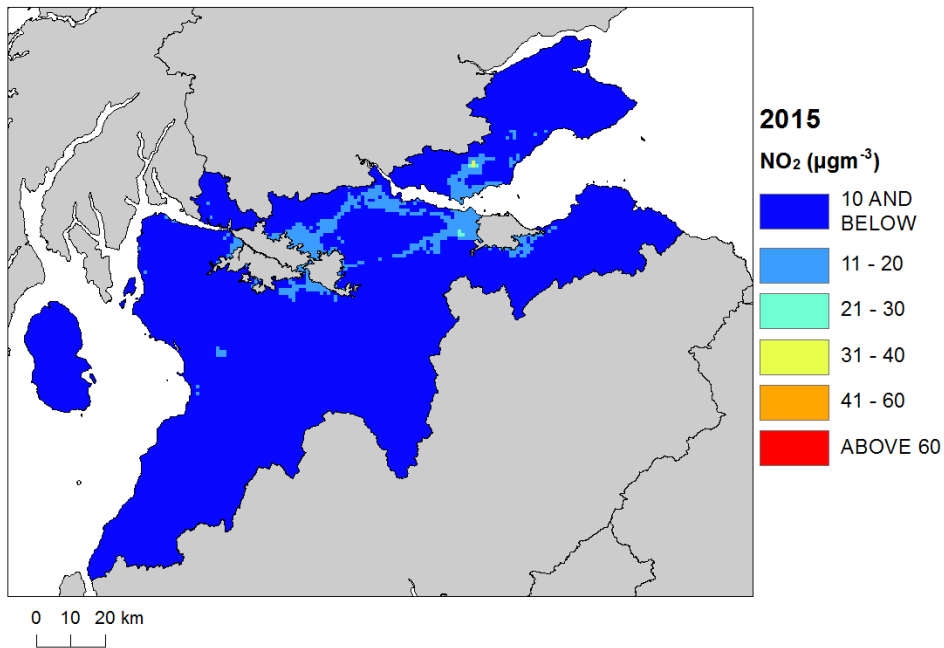 2015
NO₂ (µgm⁻³)
10 AND
BELOW
11 - 20
21 - 30
31 - 40
41 - 60
ABOVE 60
0 10 20 km